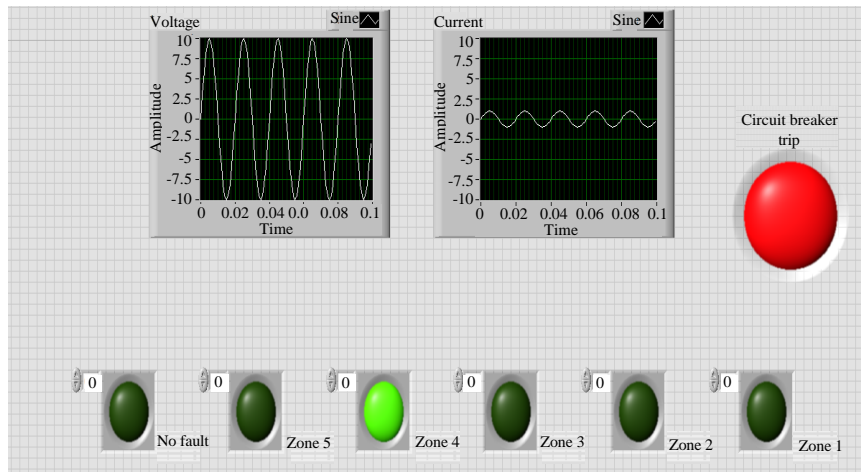 Voltage Sine
Amplitude
10
7.5
5
2.5
0
-2.5
-5
-7.5
-10
0 0.02 0.04 0.0 0.08 0.1
Time
Current Sine
Amplitude
10
7.5
5
2.5
0
-2.5
-5
-7.5
-10
0 0.02 0.04 0.06 0.08 0.1
Time
Circuit breaker
trip
0 No fault
0 Zone 5
0 Zone 4
0 Zone 3
0 Zone 2
0 Zone 1